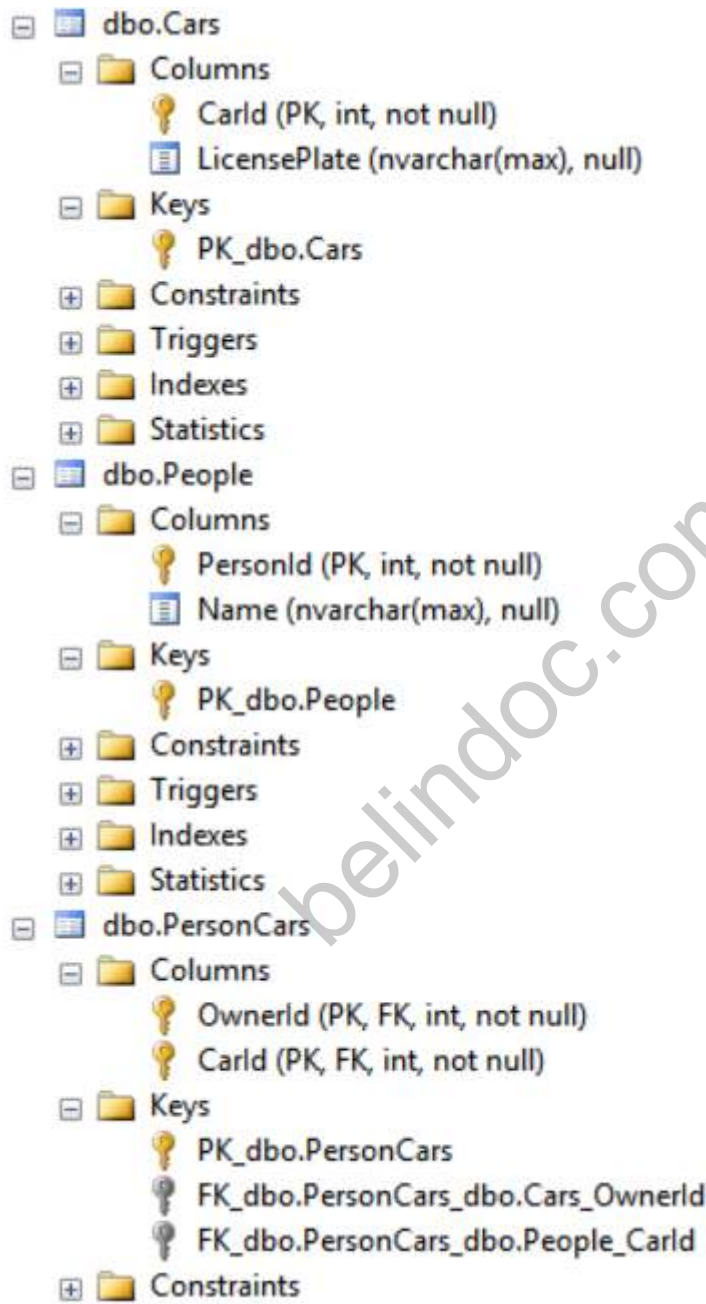 dbo.Cars
Columns
CarId (PK, int, not null)
LicensePlate (nvarchar(max), null)
Keys
PK_dbo.Cars
Constraints
Triggers
Indexes
Statistics
dbo.People
Columns
PersonId (PK, int, not null)
Name (nvarchar(max), null)
Keys
PK_dbo.People
Constraints
Triggers
Indexes
Statistics
dbo.PersonCars
Columns
OwnerId (PK, FK, int, not null)
CarId (PK, FK, int, not null)
Keys
PK_dbo.PersonCars
FK_dbo.PersonCars_dbo.Cars_OwnerId
FK_dbo.PersonCars_dbo.People_CarId
Constraints
belindoc.com